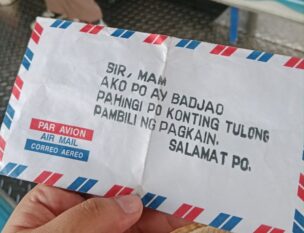 SIR, MAM
AKO PO AY BADJAO
PAHINGI PO KONTING TULONG
PAMBILI NG PAGKAIN.
SALAMAT PO.
PAR AVION
AIR MAIL
CORREO AEREO